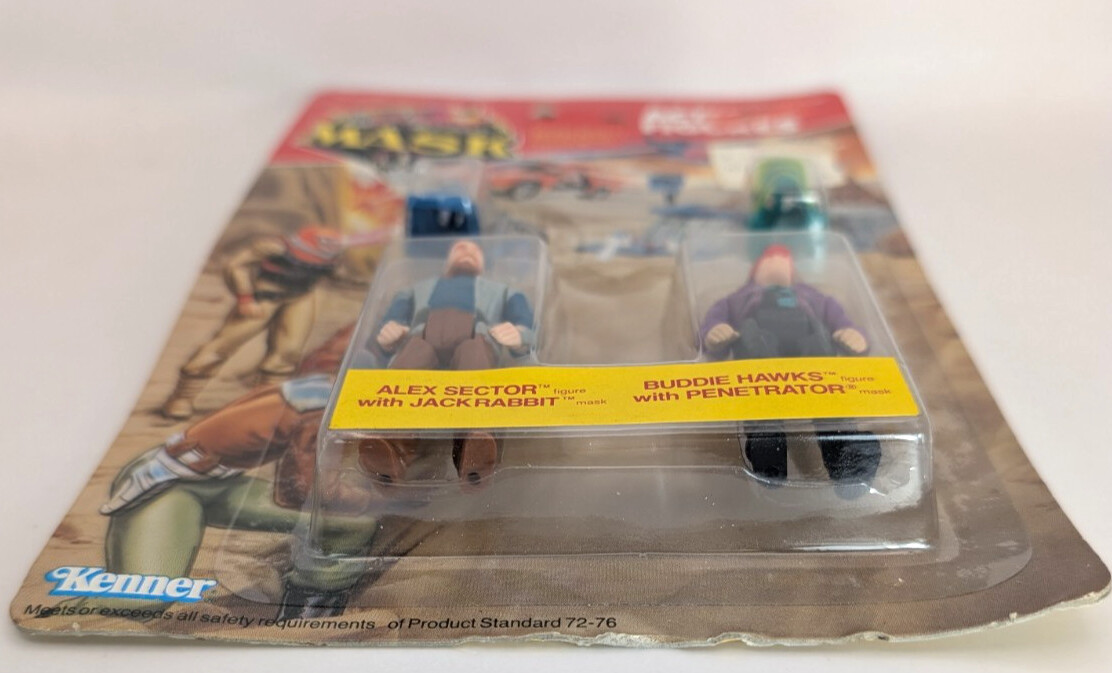 MASK
ALEX SECTOR™ figure
with JACKRABBIT™ mask
BUDDIE HAWKS™ figure
with PENETRATOR® mask
Kenner
Meets or exceeds all safety requirements of Product Standard 72-76